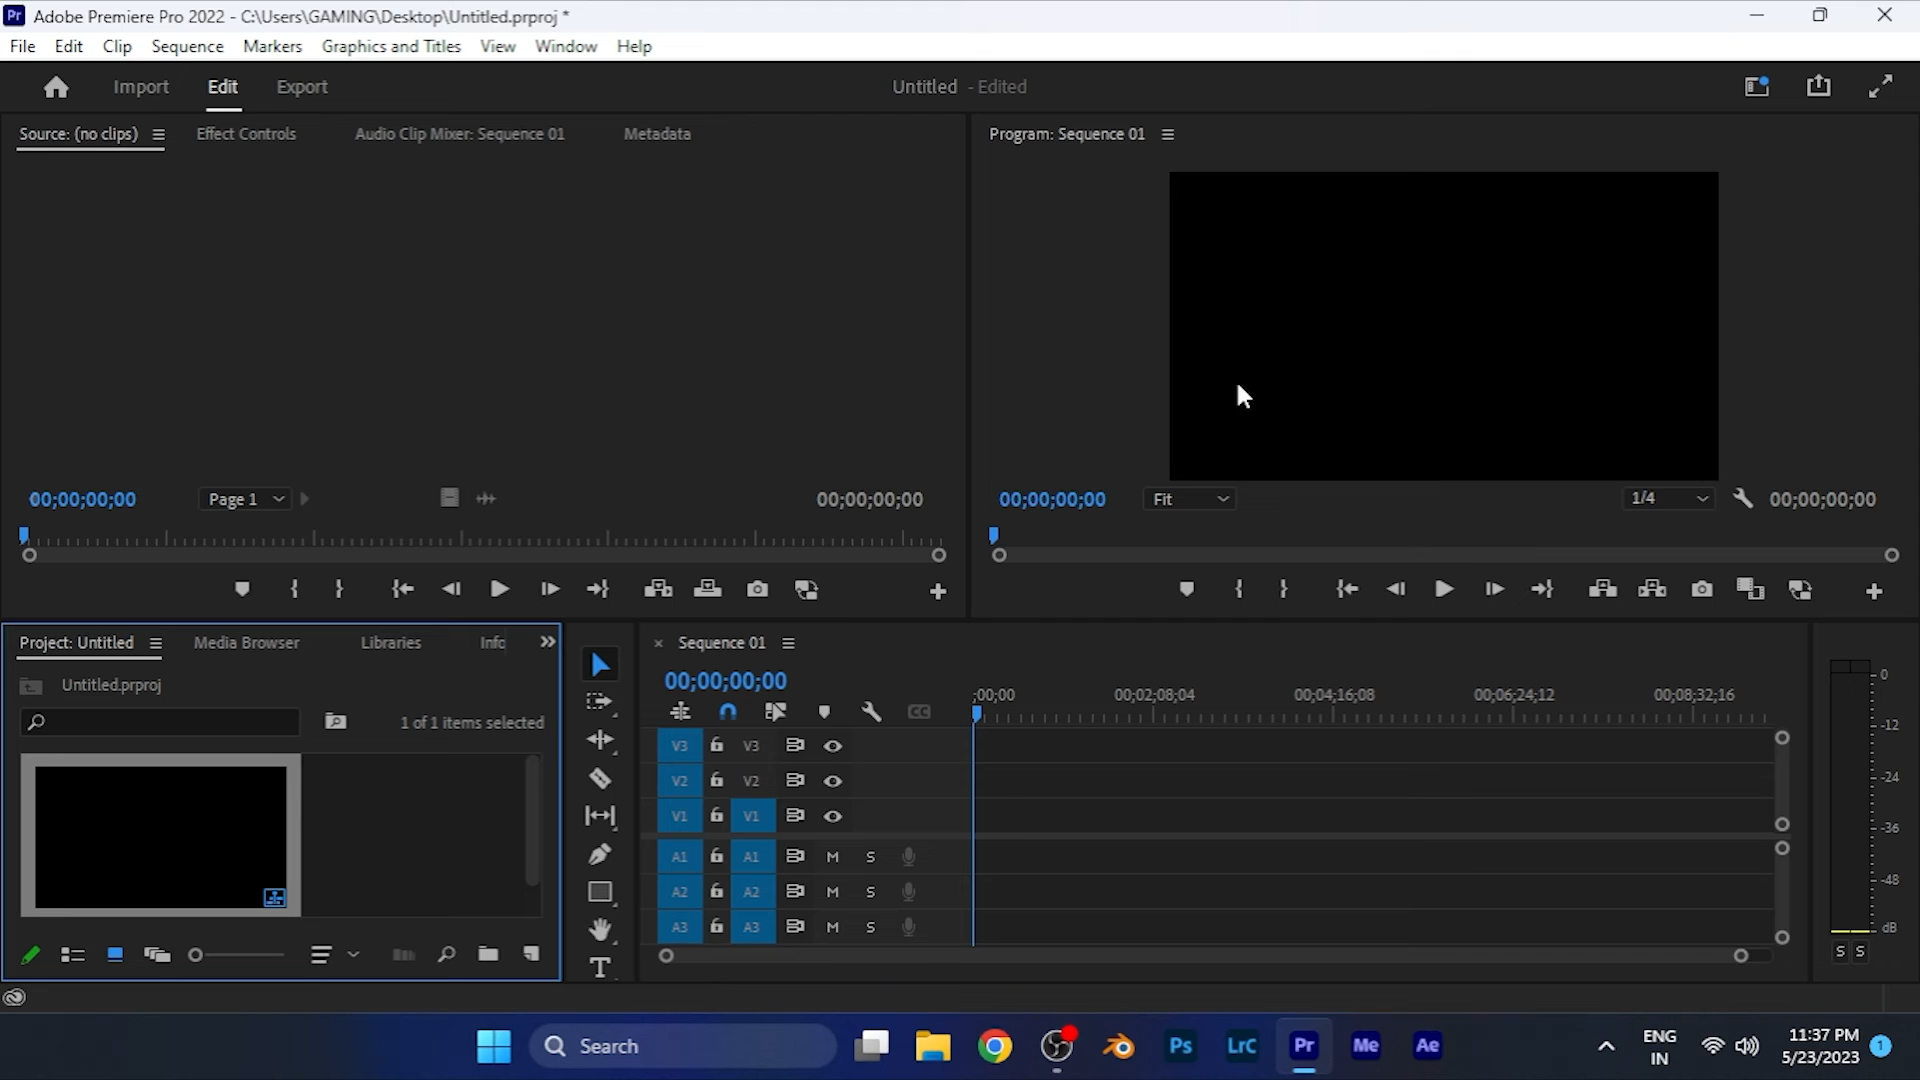 Pr Adobe Premiere Pro 2022 - C:\Users\GAMING\Desktop\Untitled.prproj *
File Edit Clip Sequence Markers Graphics and Titles View Window Help
Import Edit Export Untitled - Edited
Source: (no clips) Effect Controls Audio Clip Mixer: Sequence 01 Metadata
Program: Sequence 01
00;00;00;00 Page 1 00;00;00;00
00;00;00;00 Fit 1/4 00;00;00;00
Project: Untitled Media Browser Libraries Info
Untitled.prproj
1 of 1 items selected
Sequence 01
00;00;00;00
;00;00 00;02;08;04 00;04;16;08 00;06;24;12 00;08;32;16
CC
V3 V3
V2 V2
V1 V1
A1 A1 M S
A2 A2 M S
A3 A3 M S
T
0
-12
-24
-36
-48
dB
S S
Search Ps LrC Pr Me Ae
ENG
IN
11:37 PM
5/23/2023
1